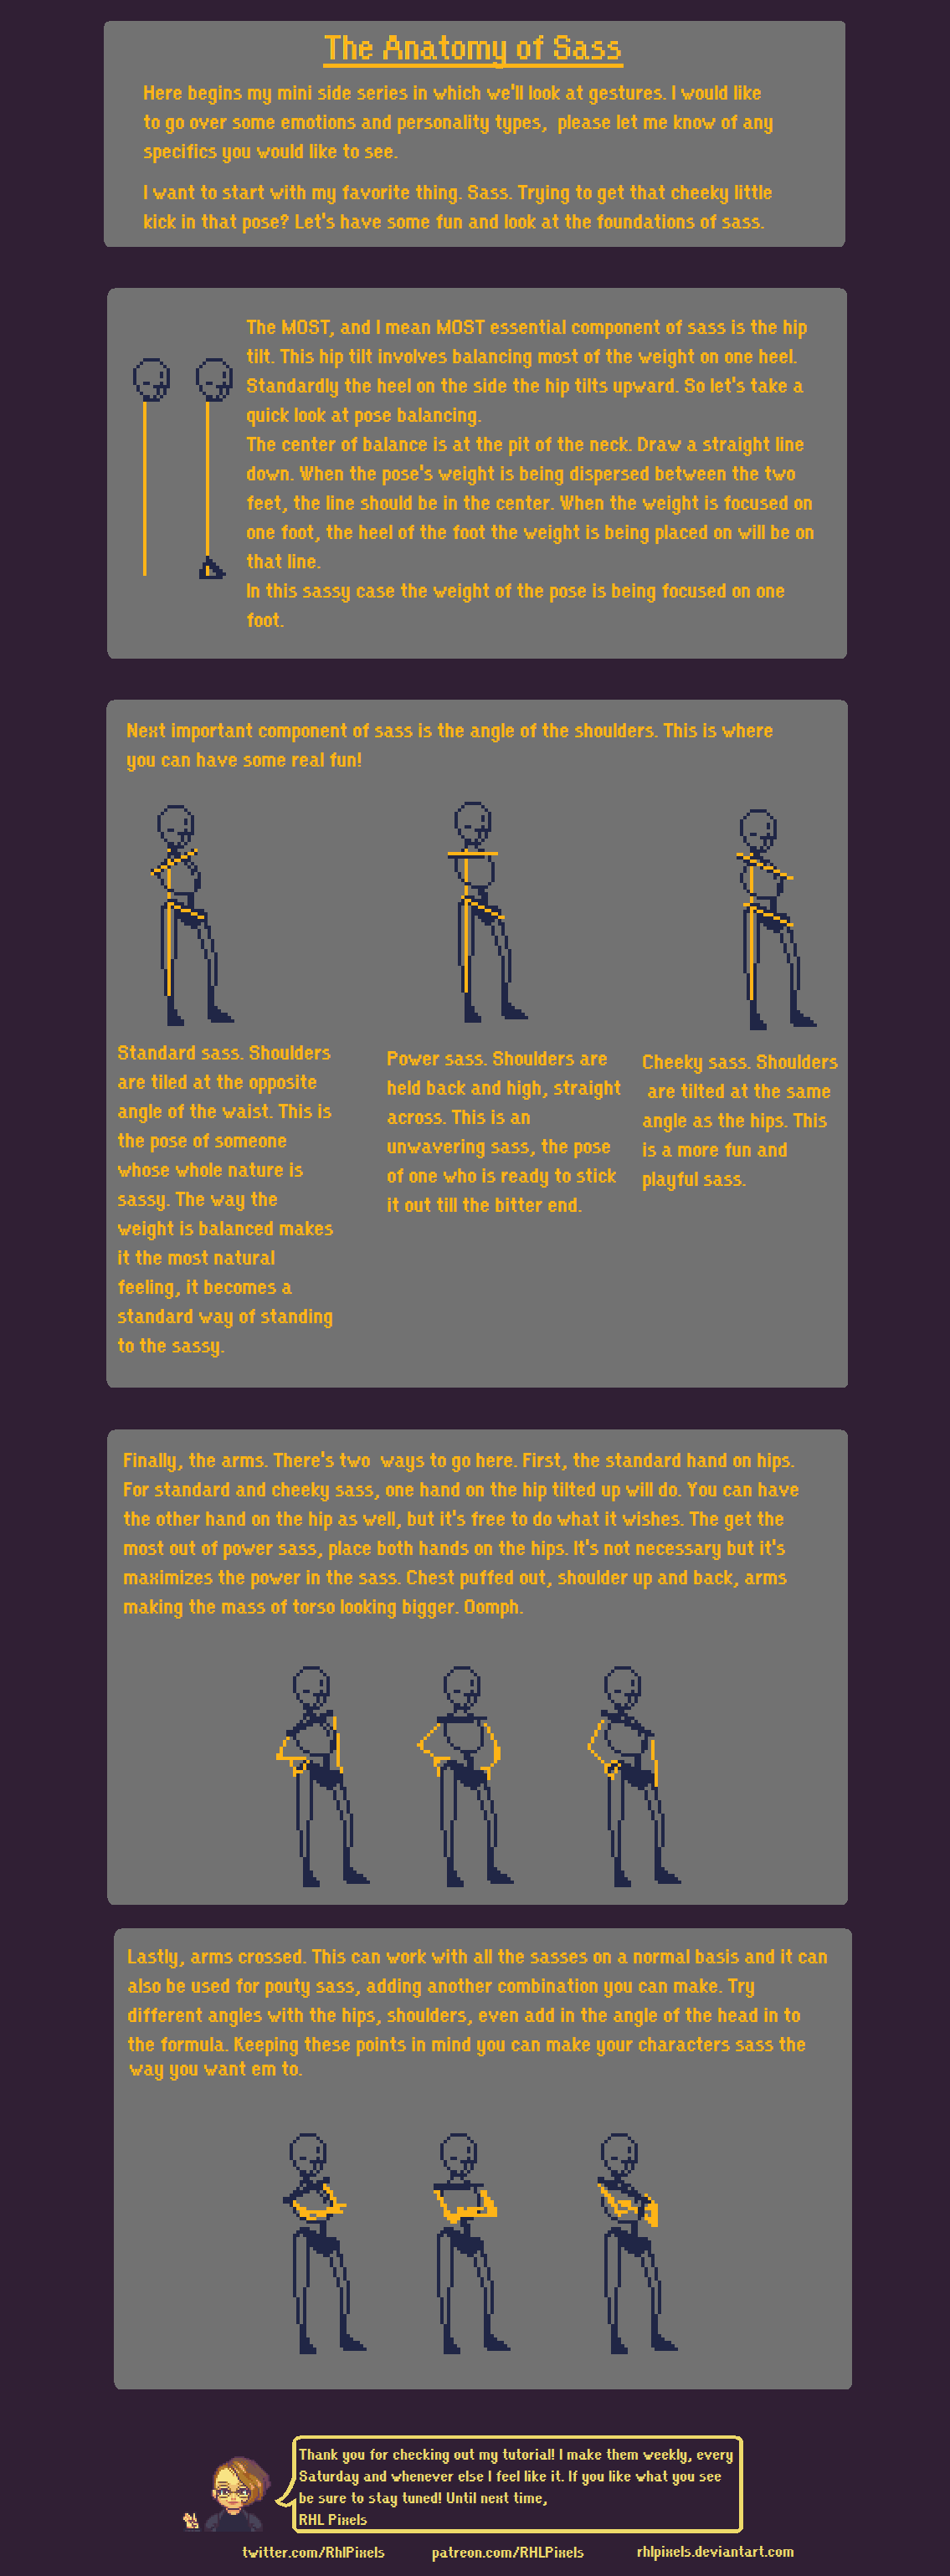 The Anatomy of Sass
Here begins my mini side series in which we'll look at gestures. I would like
to go over some emotions and personality types, please let me know of any
specifics you would like to see.
I want to start with my favorite thing. Sass. Trying to get that cheeky little
kick in that pose? Let's have some fun and look at the foundations of sass.
The MOST, and I mean MOST essential component of sass is the hip
tilt. This hip tilt involves balancing most of the weight on one heel.
Standardly the heel on the side the hip tilts upward. So let's take a
quick look at pose balancing.
The center of balance is at the pit of the neck. Draw a straight line
down. When the pose's weight is being dispersed between the two
feet, the line should be in the center. When the weight is focused on
one foot, the heel of the foot the weight is being placed on will be on
that line.
In this sassy case the weight of the pose is being focused on one
foot.
Next important component of sass is the angle of the shoulders. This is where
you can have some real fun!
Standard sass. Shoulders
are tiled at the opposite
angle of the waist. This is
the pose of someone
whose whole nature is
sassy. The way the
weight is balanced makes
it the most natural
feeling, it becomes a
standard way of standing
to the sassy.
Power sass. Shoulders are
held back and high, straight
across. This is an
unwavering sass, the pose
of one who is ready to stick
it out till the bitter end.
Cheeky sass. Shoulders
are tilted at the same
angle as the hips. This
is a more fun and
playful sass.
Finally, the arms. There's two ways to go here. First, the standard hand on hips.
For standard and cheeky sass, one hand on the hip tilted up will do. You can have
the other hand on the hip as well, but it's free to do what it wishes. The get the
most out of power sass, place both hands on the hips. It's not necessary but it's
maximizes the power in the sass. Chest puffed out, shoulder up and back, arms
making the mass of torso looking bigger. Oomph.
Lastly, arms crossed. This can work with all the sasses on a normal basis and it can
also be used for pouty sass, adding another combination you can make. Try
different angles with the hips, shoulders, even add in the angle of the head in to
the formula. Keeping these points in mind you can make your characters sass the
way you want em to.
Thank you for checking out my tutorial! I make them weekly, every
Saturday and whenever else I feel like it. If you like what you see
be sure to stay tuned! Until next time,
RHL Pixels
twitter.com/RhlPixels patreon.com/RHLPixels rhlpixels.deviantart.com